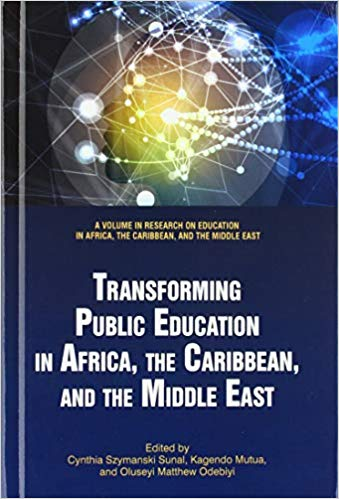 A VOLUME IN RESEARCH ON EDUCATION
IN AFRICA, THE CARIBBEAN, AND THE MIDDLE EAST
TRANSFORMING
PUBLIC EDUCATION
IN AFRICA, THE CARIBBEAN,
AND THE MIDDLE EAST
Edited by
Cynthia Szymanski Sunal, Kagendo Mutua,
and Oluseyi Matthew Odebiyi